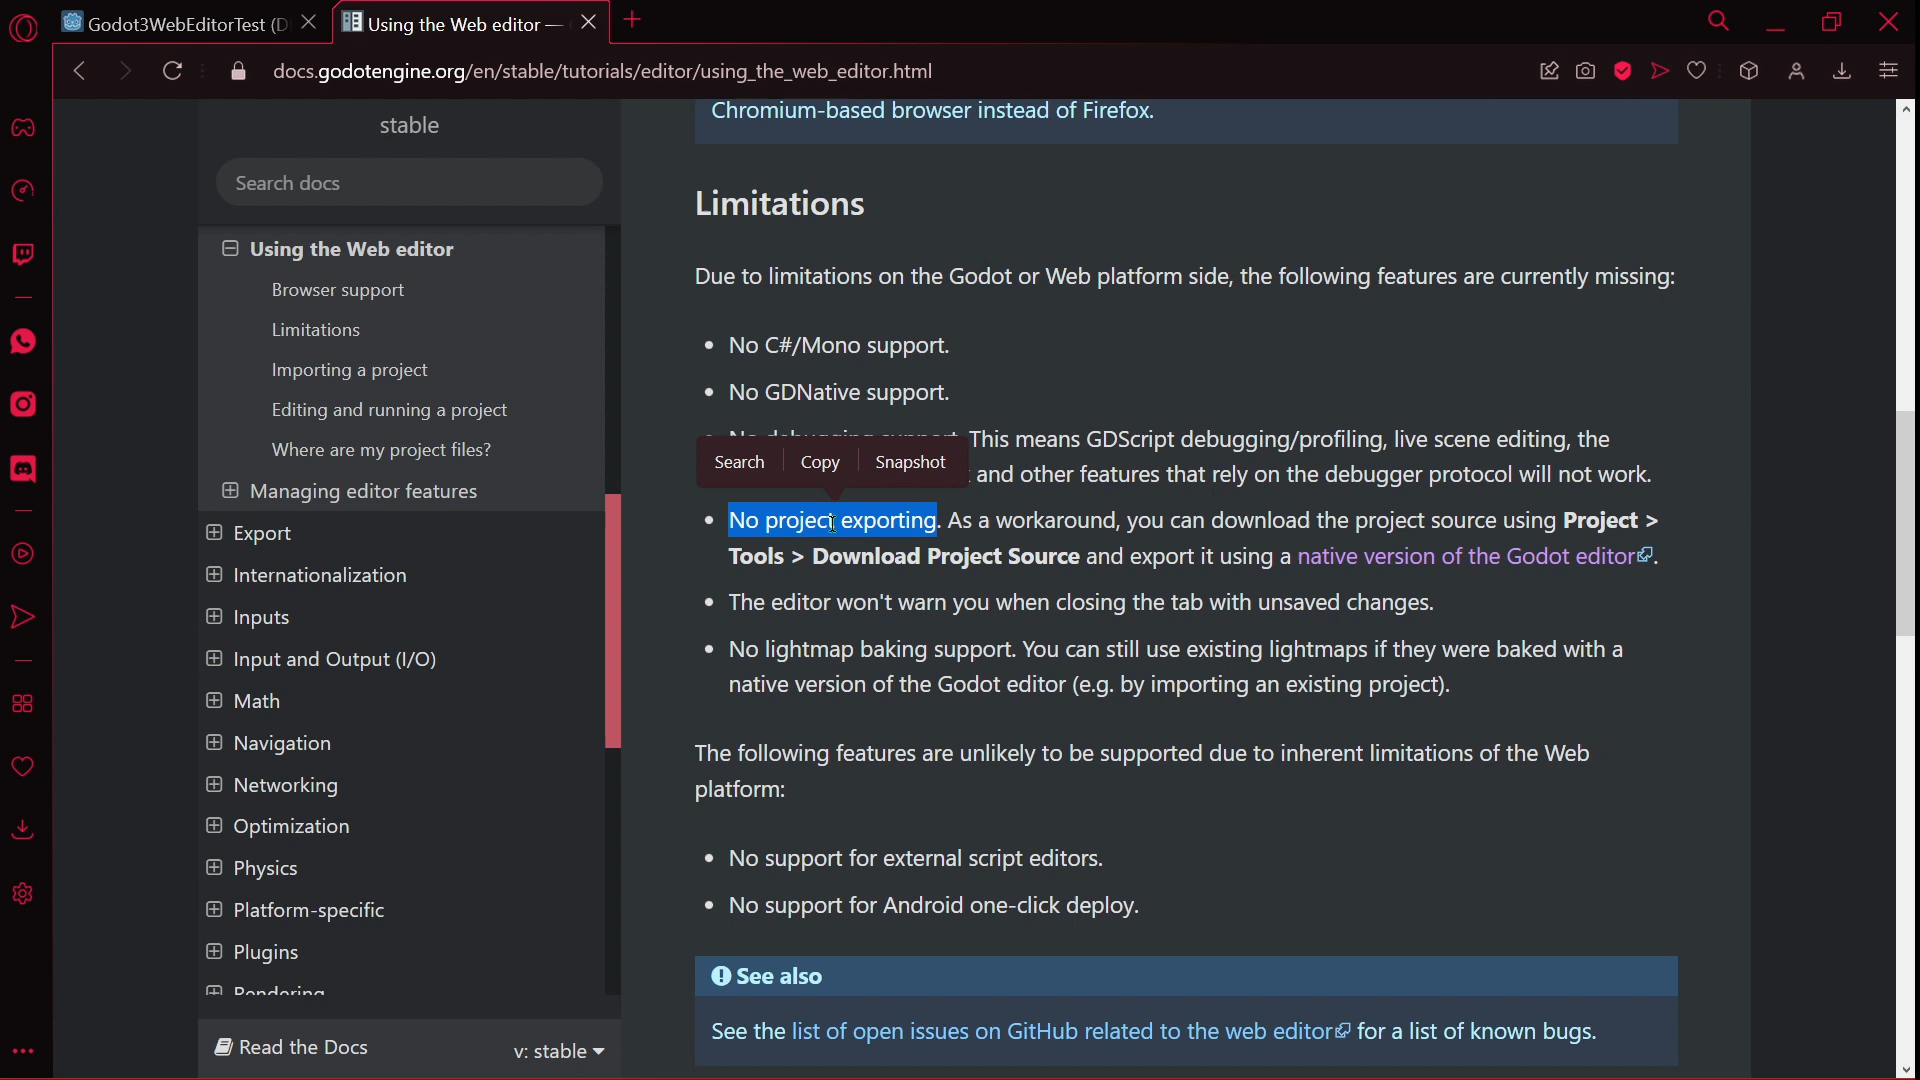 Godot3WebEditorTest (D
Using the Web editor —
docs.godotengine.org/en/stable/tutorials/editor/using_the_web_editor.html
stable
Search docs
Using the Web editor
Browser support
Limitations
Importing a project
Editing and running a project
Where are my project files?
Managing editor features
Export
Internationalization
Inputs
Input and Output (I/O)
Math
Navigation
Networking
Optimization
Physics
Platform-specific
Plugins
Rendering
Read the Docs
v: stable
Chromium-based browser instead of Firefox.
Limitations
Due to limitations on the Godot or Web platform side, the following features are currently missing:
• No C#/Mono support.
• No GDNative support.
• No debugging support. This means GDScript debugging/profiling, live scene editing, the
Search Copy Snapshot
and other features that rely on the debugger protocol will not work.
• No project exporting. As a workaround, you can download the project source using Project >
Tools > Download Project Source and export it using a native version of the Godot editor.
• The editor won't warn you when closing the tab with unsaved changes.
• No lightmap baking support. You can still use existing lightmaps if they were baked with a
native version of the Godot editor (e.g. by importing an existing project).
The following features are unlikely to be supported due to inherent limitations of the Web
platform:
• No support for external script editors.
• No support for Android one-click deploy.
See also
See the list of open issues on GitHub related to the web editor for a list of known bugs.